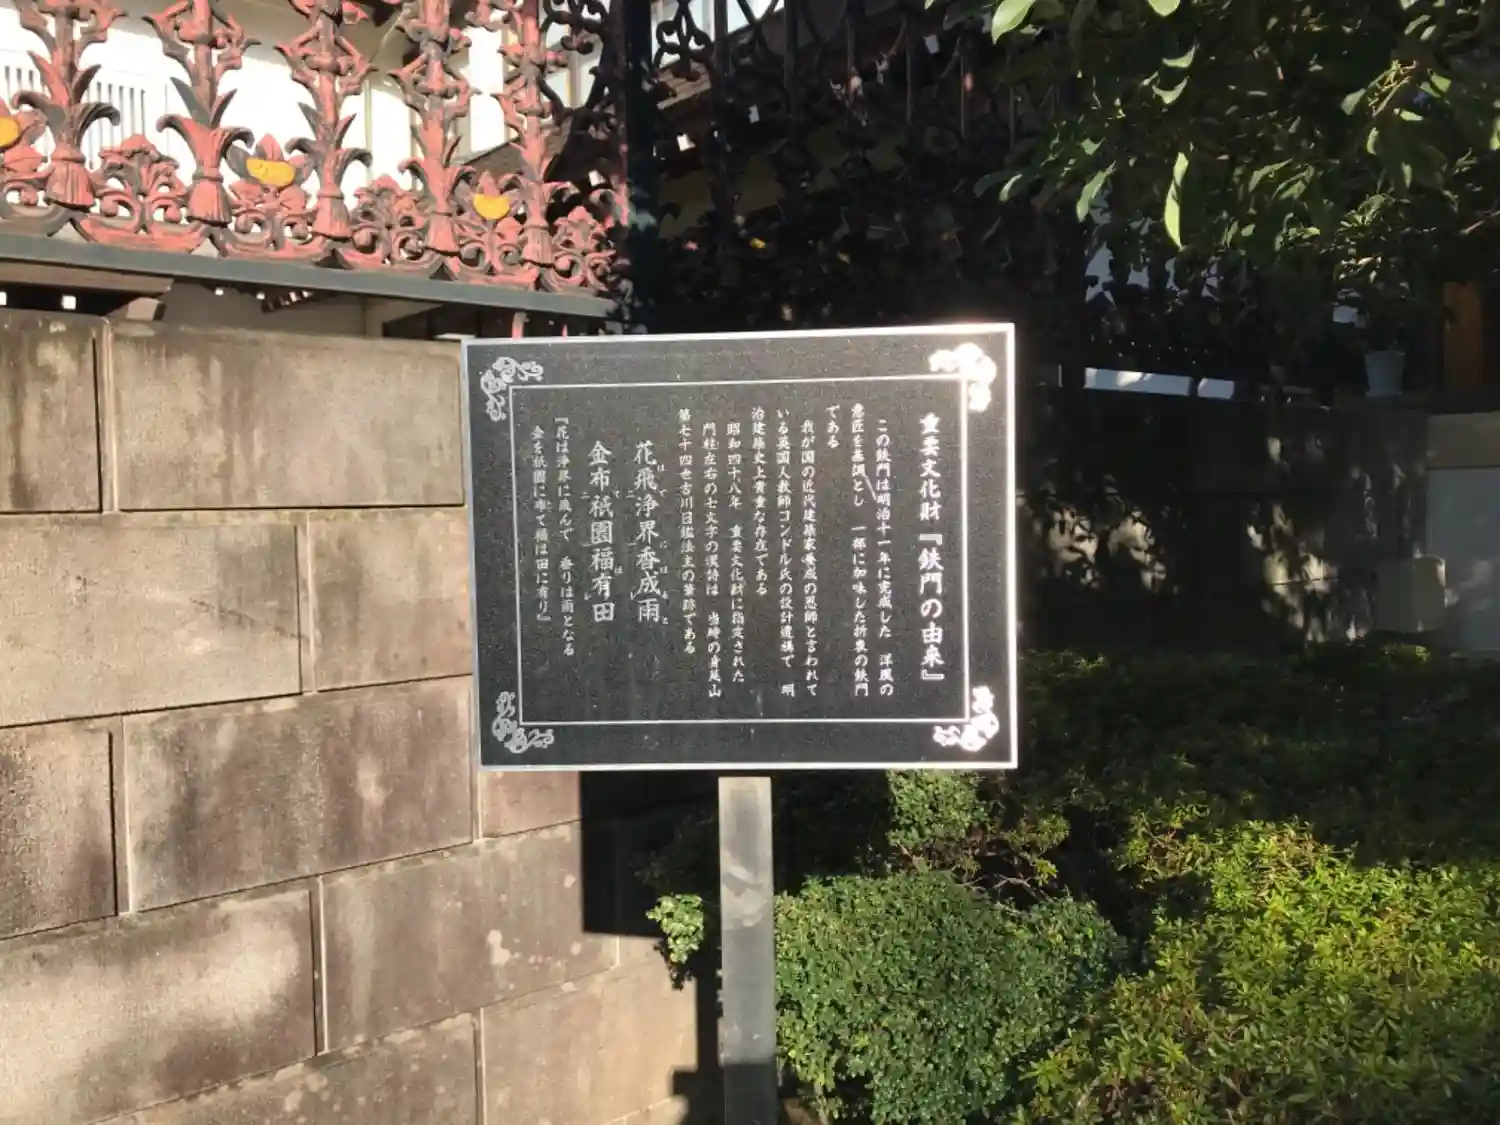 重要文化財『鉄門の由来』
この鉄門は明治十一年に完成した　洋風の
意匠を基調とし　一部に加味した折衷の鉄門
である
我が国の近代建築家養成の恩師と言われて
いる英国人教師コンドル氏の設計遺構で　明
治建築史上貴重な存在である
昭和四十八年　重要文化財に指定された
門柱左右の七文字の漢詩は　当時の身延山
第七十四世吉川日鑑法主の筆跡である
花飛浄界香成雨
金布祇園福有田
『花は浄界に飛んで　香りは雨となる
金を祇園に布て福は田に有り』